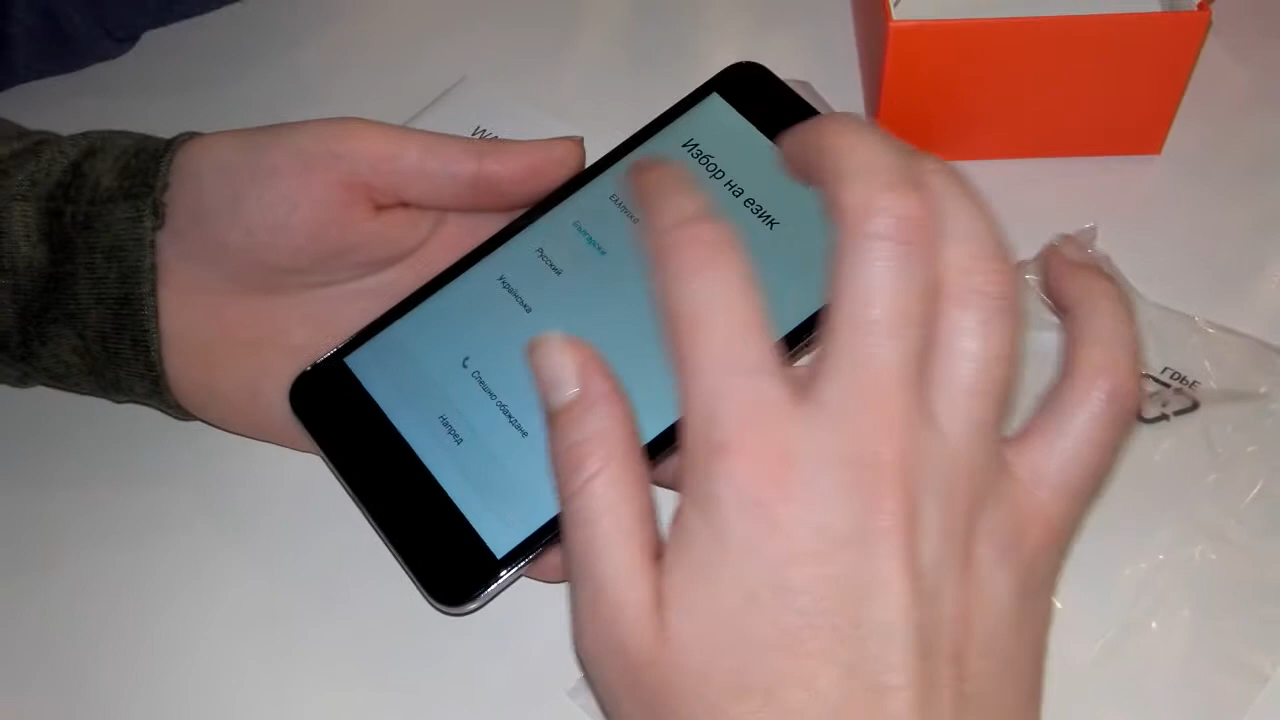 Избор на език
Ελληνικά
Български
Русский
Українська
Спешно обаждане
Напред
LDPE